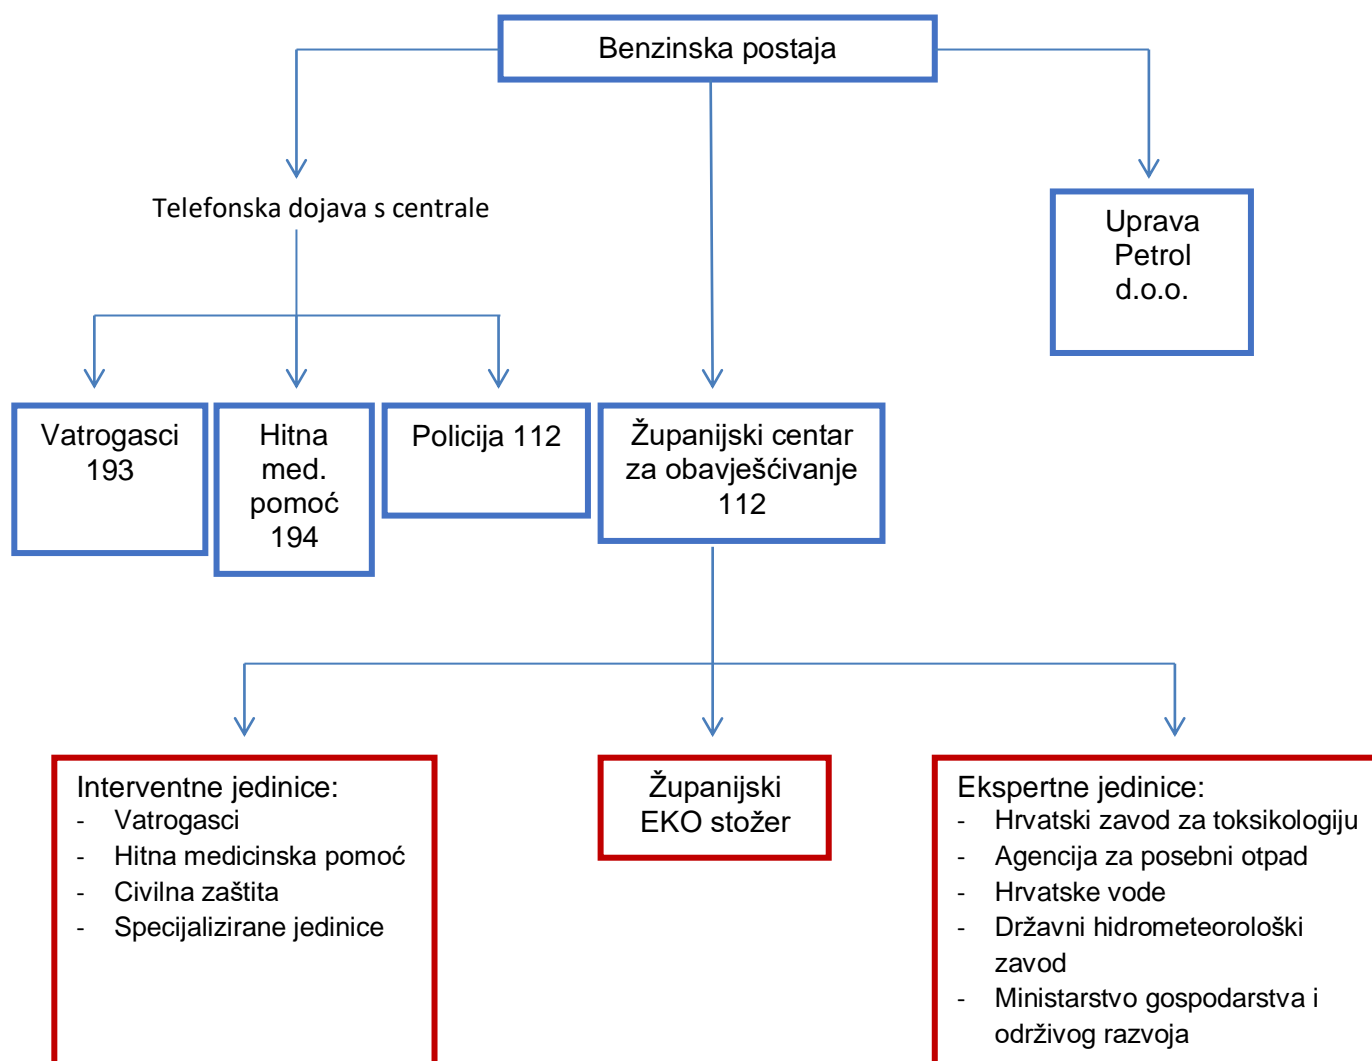 Benzinska postaja
Telefonska dojava s centrale
Uprava
Petrol
d.o.o.
Vatrogasci
193
Hitna
med.
pomoć
194
Policija 112
Županijski centar
za obavješćivanje
112
Interventne jedinice:
- Vatrogasci
- Hitna medicinska pomoć
- Civilna zaštita
- Specijalizirane jedinice
Županijski
EKO stožer
Ekspertne jedinice:
- Hrvatski zavod za toksikologiju
- Agencija za posebni otpad
- Hrvatske vode
- Državni hidrometeorološki
zavod
- Ministarstvo gospodarstva i
održivog razvoja